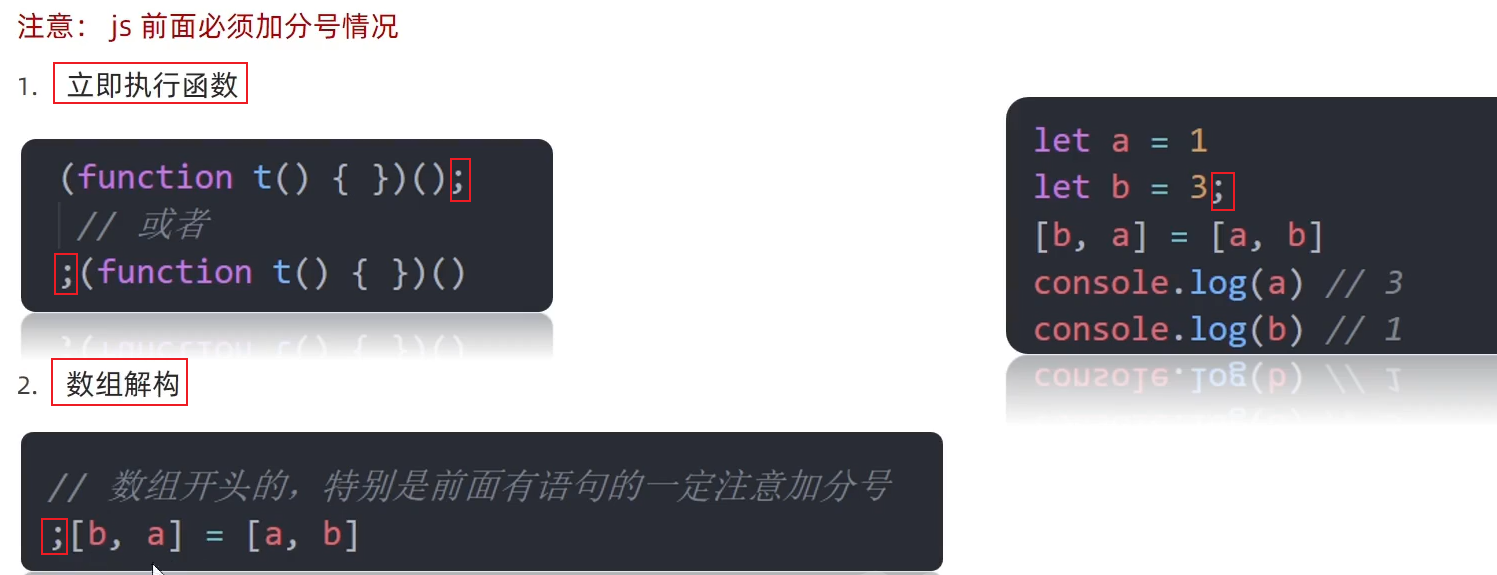 注意： js 前面必须加分号情况
1. 立即执行函数
(function t() { })();
// 或者
;(function t() { })()
2. 数组解构
// 数组开头的，特别是前面有语句的一定注意加分号
;[b, a] = [a, b]
let a = 1
let b = 3;
[b, a] = [a, b]
console.log(a) // 3
console.log(b) // 1